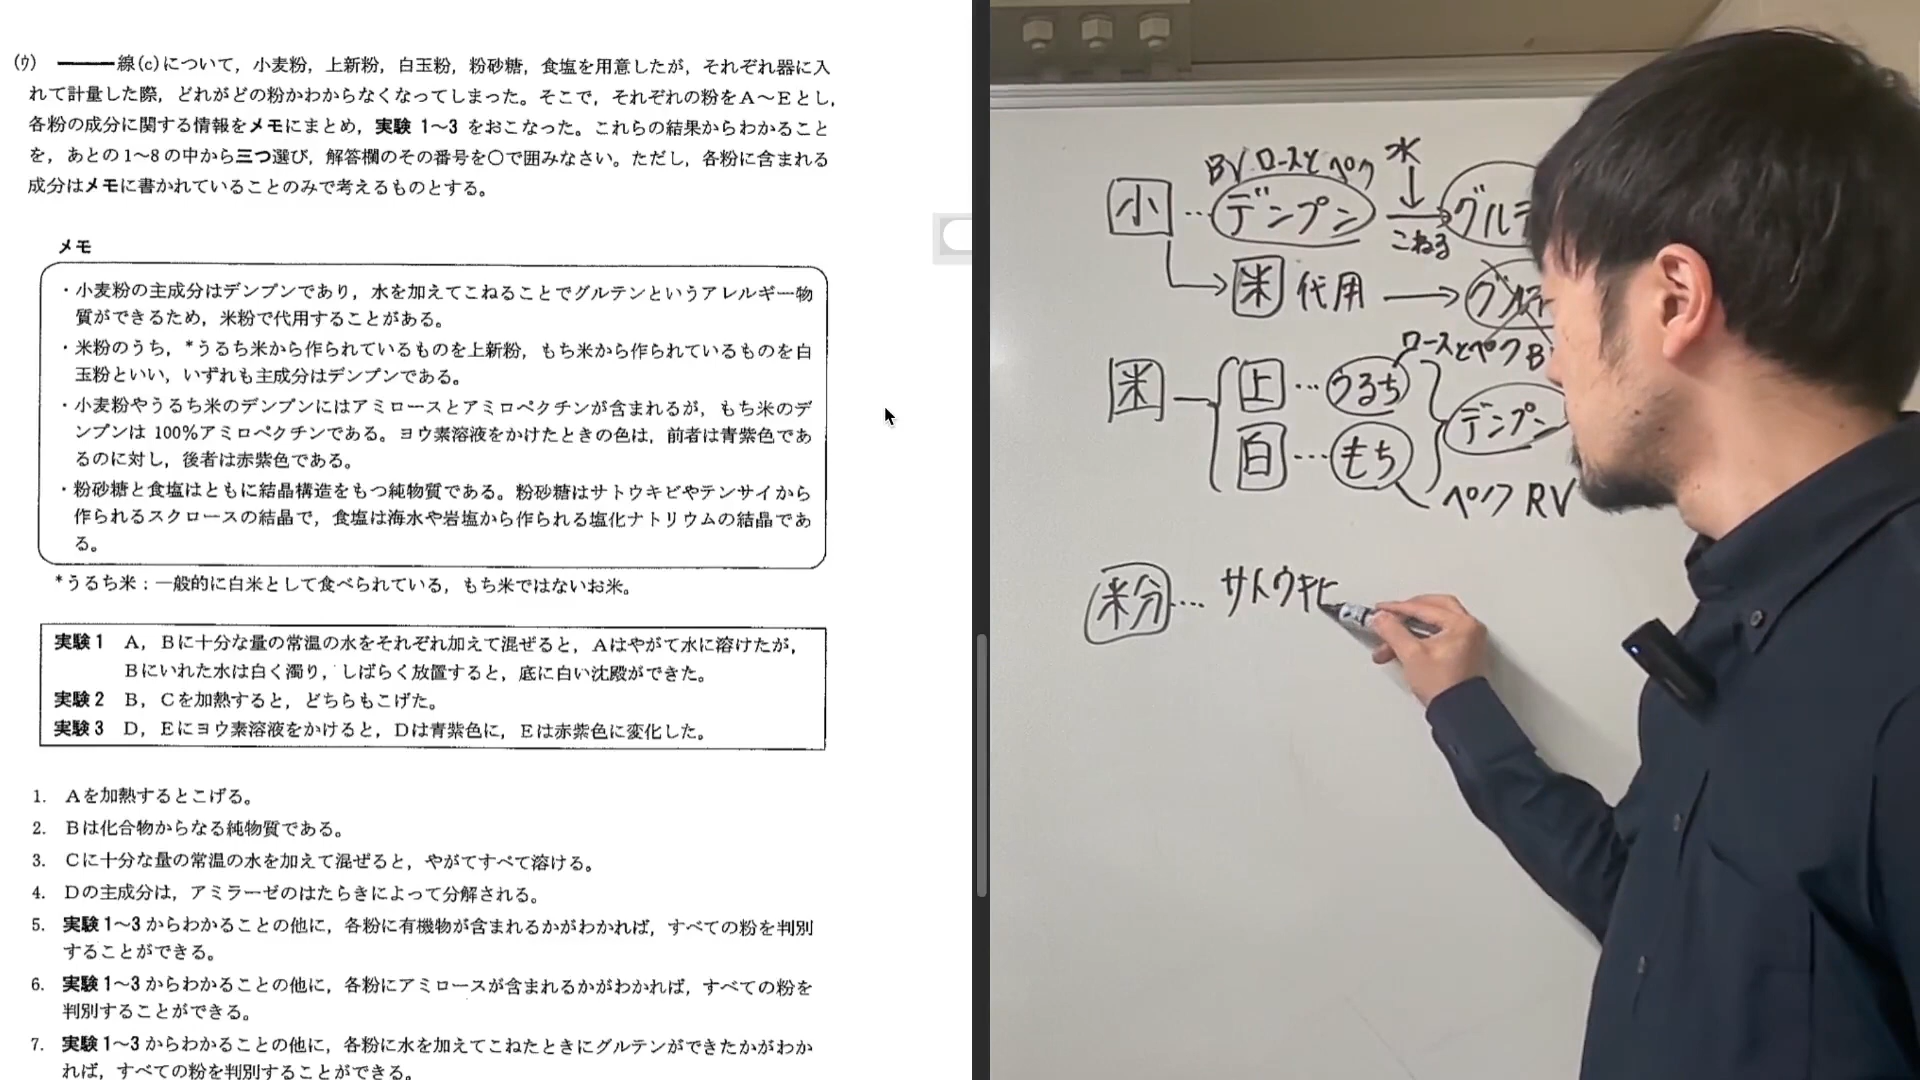 (ウ) ───線(c)について，小麦粉，上新粉，白玉粉，粉砂糖，食塩を用意したが，それぞれ器に入
れて計量した際，どれがどの粉かわからなくなってしまった。そこで，それぞれの粉をA～Eとし，
各粉の成分に関する情報をメモにまとめ，実験 1～3 をおこなった。これらの結果からわかること
を，あとの1～8の中から三つ選び，解答欄のその番号を○で囲みなさい。ただし，各粉に含まれる
成分はメモに書かれていることのみで考えるものとする。
メモ
・小麦粉の主成分はデンプンであり，水を加えてこねることでグルテンというアレルギー物
質ができるため，米粉で代用することがある。
・米粉のうち，*うるち米から作られているものを上新粉，もち米から作られているものを白
玉粉といい，いずれも主成分はデンプンである。
・小麦粉やうるち米のデンプンにはアミロースとアミロペクチンが含まれるが，もち米のデ
ンプンは 100%アミロペクチンである。ヨウ素溶液をかけたときの色は，前者は青紫色であ
るのに対し，後者は赤紫色である。
・粉砂糖と食塩はともに結晶構造をもつ純物質である。粉砂糖はサトウキビやテンサイから
作られるスクロースの結晶で，食塩は海水や岩塩から作られる塩化ナトリウムの結晶であ
る。
*うるち米：一般的に白米として食べられている，もち米ではないお米。
実験1 A，Bに十分な量の常温の水をそれぞれ加えて混ぜると，Aはやがて水に溶けたが，
Bにいれた水は白く濁り，しばらく放置すると，底に白い沈殿ができた。
実験2 B，Cを加熱すると，どちらもこげた。
実験3 D，Eにヨウ素溶液をかけると，Dは青紫色に，Eは赤紫色に変化した。
1. Aを加熱するとこげる。
2. Bは化合物からなる純物質である。
3. Cに十分な量の常温の水を加えて混ぜると，やがてすべて溶ける。
4. Dの主成分は，アミラーゼのはたらきによって分解される。
5. 実験1～3からわかることの他に，各粉に有機物が含まれるかがわかれば，すべての粉を判別
することができる。
6. 実験1～3からわかることの他に，各粉にアミロースが含まれるかがわかれば，すべての粉を
判別することができる。
7. 実験1～3からわかることの他に，各粉に水を加えてこねたときにグルテンができたかがわか
れば，すべての粉を判別することができる。
BV ロースとペク 水
小 … デンプン こねる グルテ
米 代用
ロースとペク B
米 上 … うるち デンプン
白 … もち
ペク RV
粉 … サトウキヒ